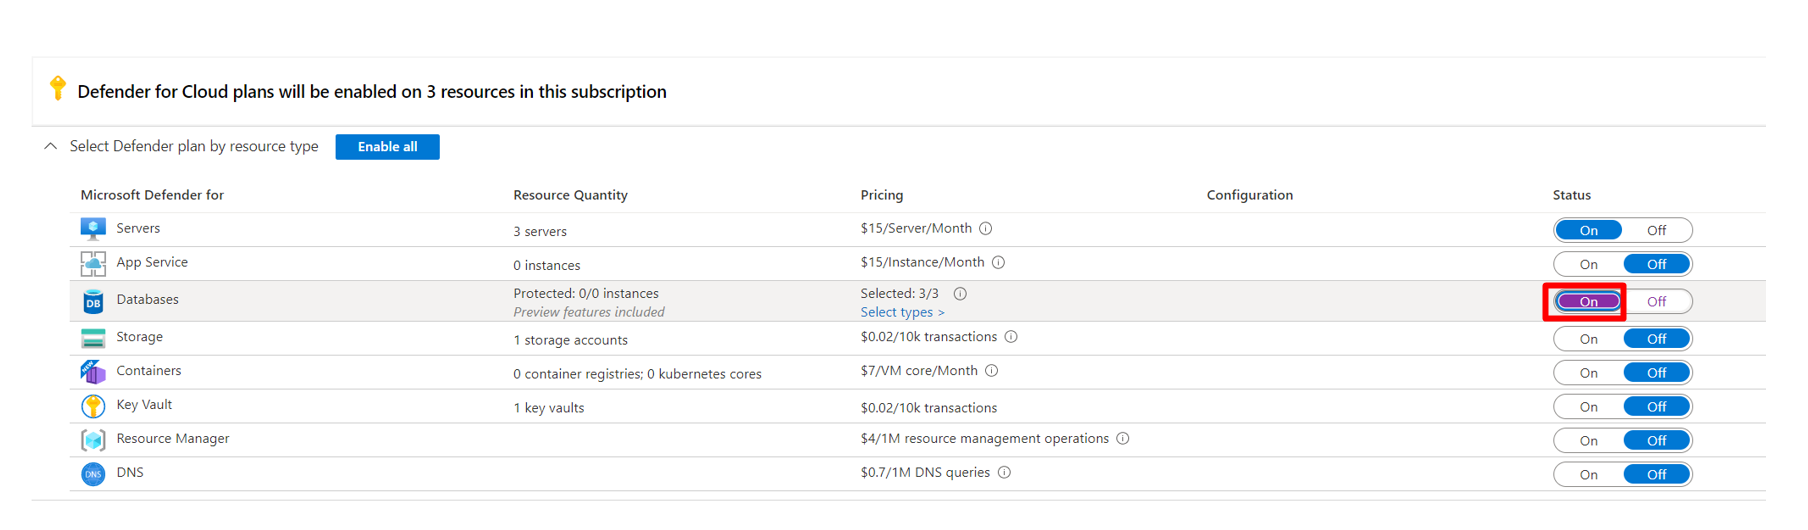 Defender for Cloud plans will be enabled on 3 resources in this subscription
Select Defender plan by resource type Enable all
Microsoft Defender for Resource Quantity Pricing Configuration Status
Servers 3 servers $15/Server/Month On Off
App Service 0 instances $15/Instance/Month On Off
DB Databases Protected: 0/0 instances Selected: 3/3 On Off
Preview features included Select types >
Storage 1 storage accounts $0.02/10k transactions On Off
Containers 0 container registries; 0 kubernetes cores $7/VM core/Month On Off
Key Vault 1 key vaults $0.02/10k transactions On Off
Resource Manager $4/1M resource management operations On Off
DNS DNS $0.7/1M DNS queries On Off